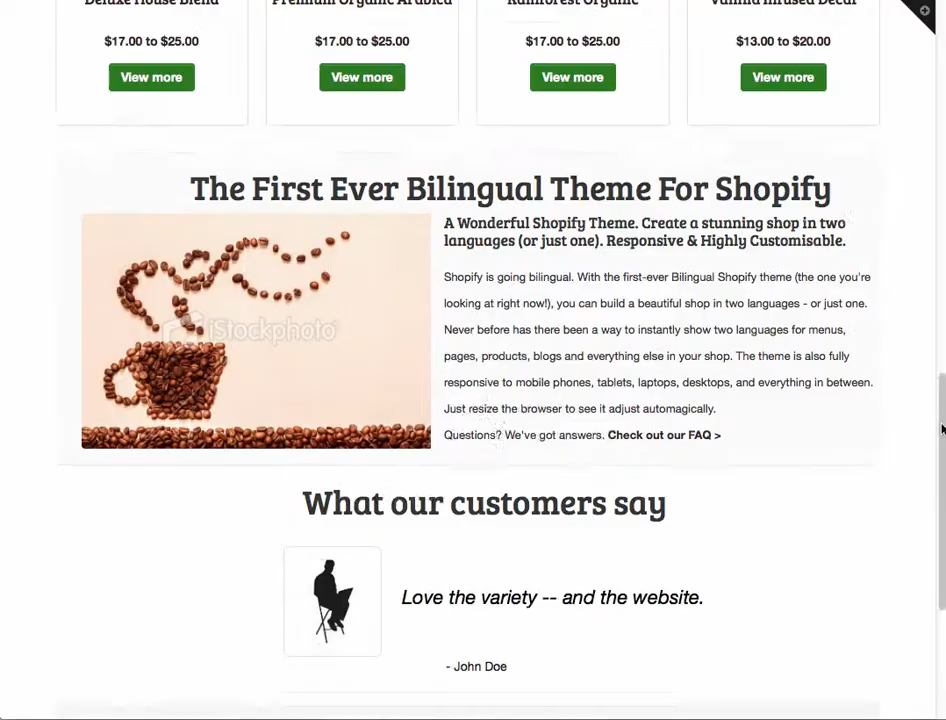 Deluxe House Blend
Premium Organic Arabica
Rainforest Organic
Vanilla Infused Decaf
$17.00 to $25.00
$17.00 to $25.00
$17.00 to $25.00
$13.00 to $20.00
View more
View more
View more
View more
The First Ever Bilingual Theme For Shopify
A Wonderful Shopify Theme. Create a stunning shop in two
languages (or just one). Responsive & Highly Customisable.
Shopify is going bilingual. With the first-ever Bilingual Shopify theme (the one you're
looking at right now!), you can build a beautiful shop in two languages - or just one.
Never before has there been a way to instantly show two languages for menus,
pages, products, blogs and everything else in your shop. The theme is also fully
responsive to mobile phones, tablets, laptops, desktops, and everything in between.
Just resize the browser to see it adjust automagically.
Questions? We've got answers. Check out our FAQ >
iStockphoto
What our customers say
Love the variety -- and the website.
- John Doe